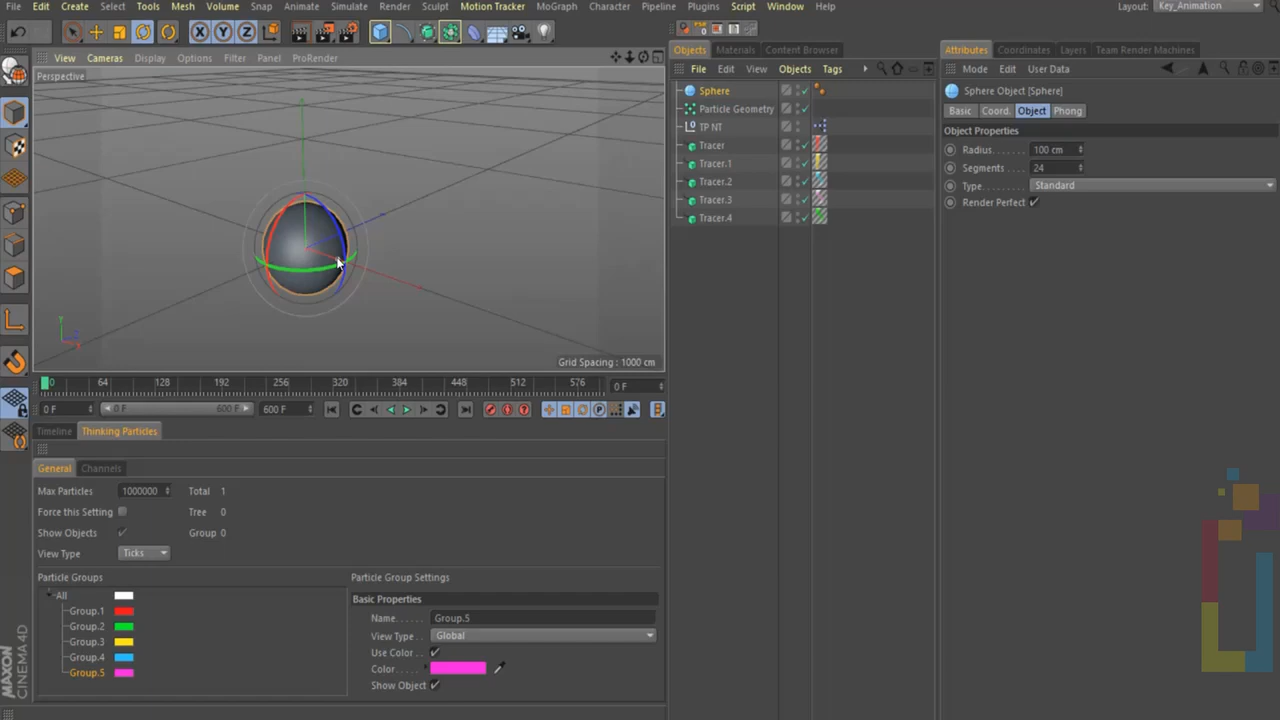 File Edit Create Select Tools Mesh Volume Snap Animate Simulate Render Sculpt Motion Tracker MoGraph Character Pipeline Plugins Script Window Help Layout: Key_Animation
X Y Z
View Cameras Display Options Filter Panel ProRender
Perspective
Y
X
Grid Spacing : 1000 cm
0 64 128 192 256 320 384 448 512 576 0 F
0 F 0 F 600 F 600 F
Timeline Thinking Particles
General Channels
Max Particles 1000000 Total 1
Force this Setting Tree 0
Show Objects Group 0
View Type Ticks
Particle Groups
All
Group.1
Group.2
Group.3
Group.4
Group.5
Particle Group Settings
Basic Properties
Name. . Group.5
View Type . . Global
Use Color . .
Color. . . . .
Show Object
MAXON CINEMA 4D
Objects Materials Content Browser
File Edit View Objects Tags
Sphere
Particle Geometry
TP NT
Tracer
Tracer.1
Tracer.2
Tracer.3
Tracer.4
Attributes Coordinates Layers Team Render Machines
Mode Edit User Data
Sphere Object [Sphere]
Basic Coord. Object Phong
Object Properties
Radius. . . . . . . 100 cm
Segments . . . . 24
Type. . . . . . . . . Standard
Render Perfect